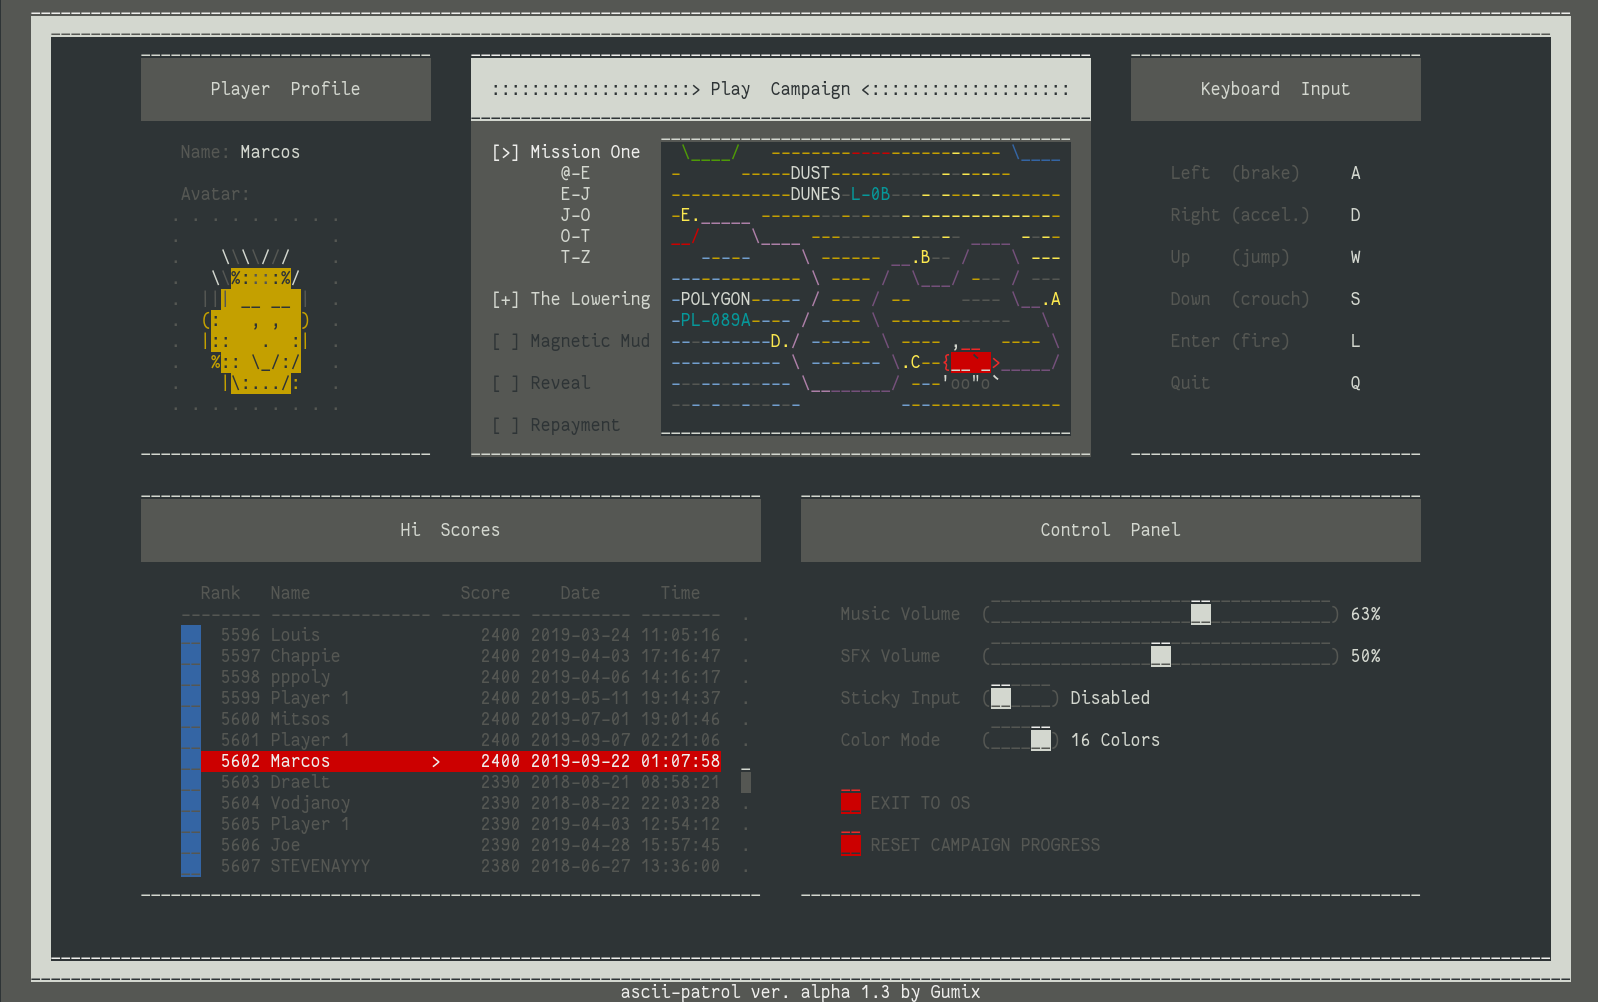 Player Profile
Name: Marcos
Avatar:
::::::::::::::::::::> Play Campaign <::::::::::::::::::::
[>] Mission One
@-E
E-J
J-O
O-T
T-Z
[+] The Lowering
[ ] Magnetic Mud
[ ] Reveal
[ ] Repayment
DUST
DUNES L-0B
E.
.B
POLYGON
.A
PL-089A
D.
.C
Keyboard Input
Left (brake) A
Right (accel.) D
Up (jump) W
Down (crouch) S
Enter (fire) L
Quit Q
Hi Scores
Rank Name Score Date Time
5596 Louis 2400 2019-03-24 11:05:16
5597 Chappie 2400 2019-04-03 17:16:47
5598 pppoly 2400 2019-04-06 14:16:17
5599 Player 1 2400 2019-05-11 19:14:37
5600 Mitsos 2400 2019-07-01 19:01:46
5601 Player 1 2400 2019-09-07 02:21:06
5602 Marcos > 2400 2019-09-22 01:07:58
5603 Draelt 2390 2018-08-21 08:58:21
5604 Vodjanoy 2390 2018-08-22 22:03:28
5605 Player 1 2390 2019-04-03 12:54:12
5606 Joe 2390 2019-04-28 15:57:45
5607 STEVENAYYY 2380 2018-06-27 13:36:00
Control Panel
Music Volume 63%
SFX Volume 50%
Sticky Input Disabled
Color Mode 16 Colors
EXIT TO OS
RESET CAMPAIGN PROGRESS
ascii-patrol ver. alpha 1.3 by Gumix